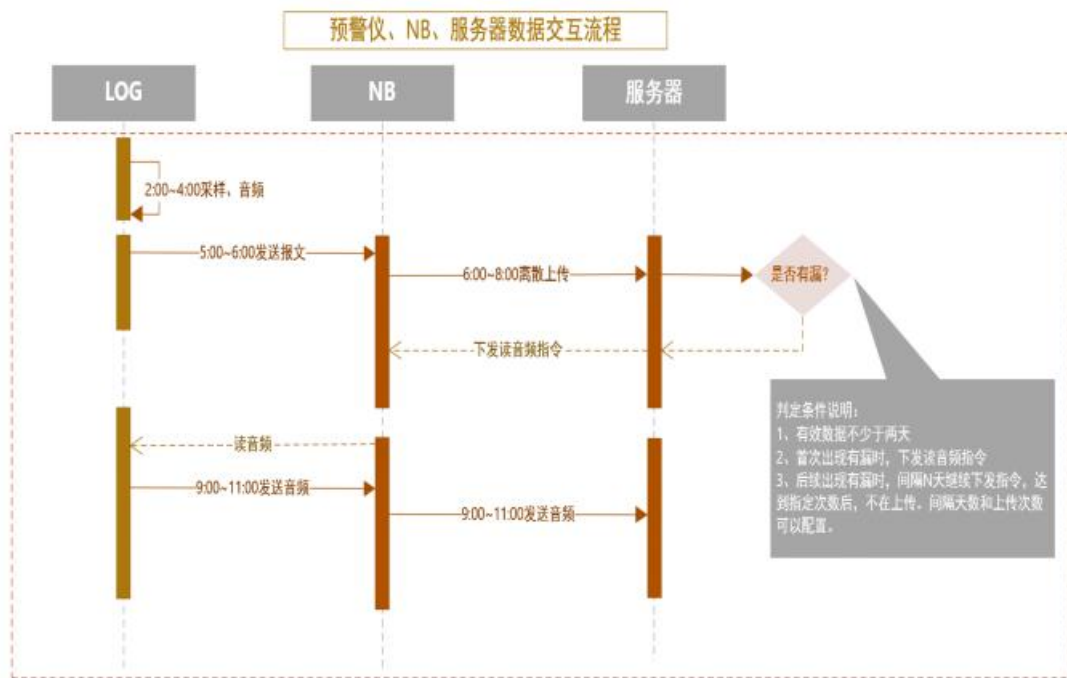 预警仪、NB、服务器数据交互流程
LOG
NB
服务器
2:00~4:00采样、音频
5:00~6:00发送报文
6:00~8:00离散上传
是否有漏?
下发读音频指令
判定条件说明:
1、有效数据不少于两天
2、首次出现有漏时,下发读音频指令
3、后续出现有漏时,间隔N天继续下发指令,达
到指定次数后,不在上传。间隔天数和上传次数
可以配置。
读音频
9:00~11:00发送音频
9:00~11:00发送音频